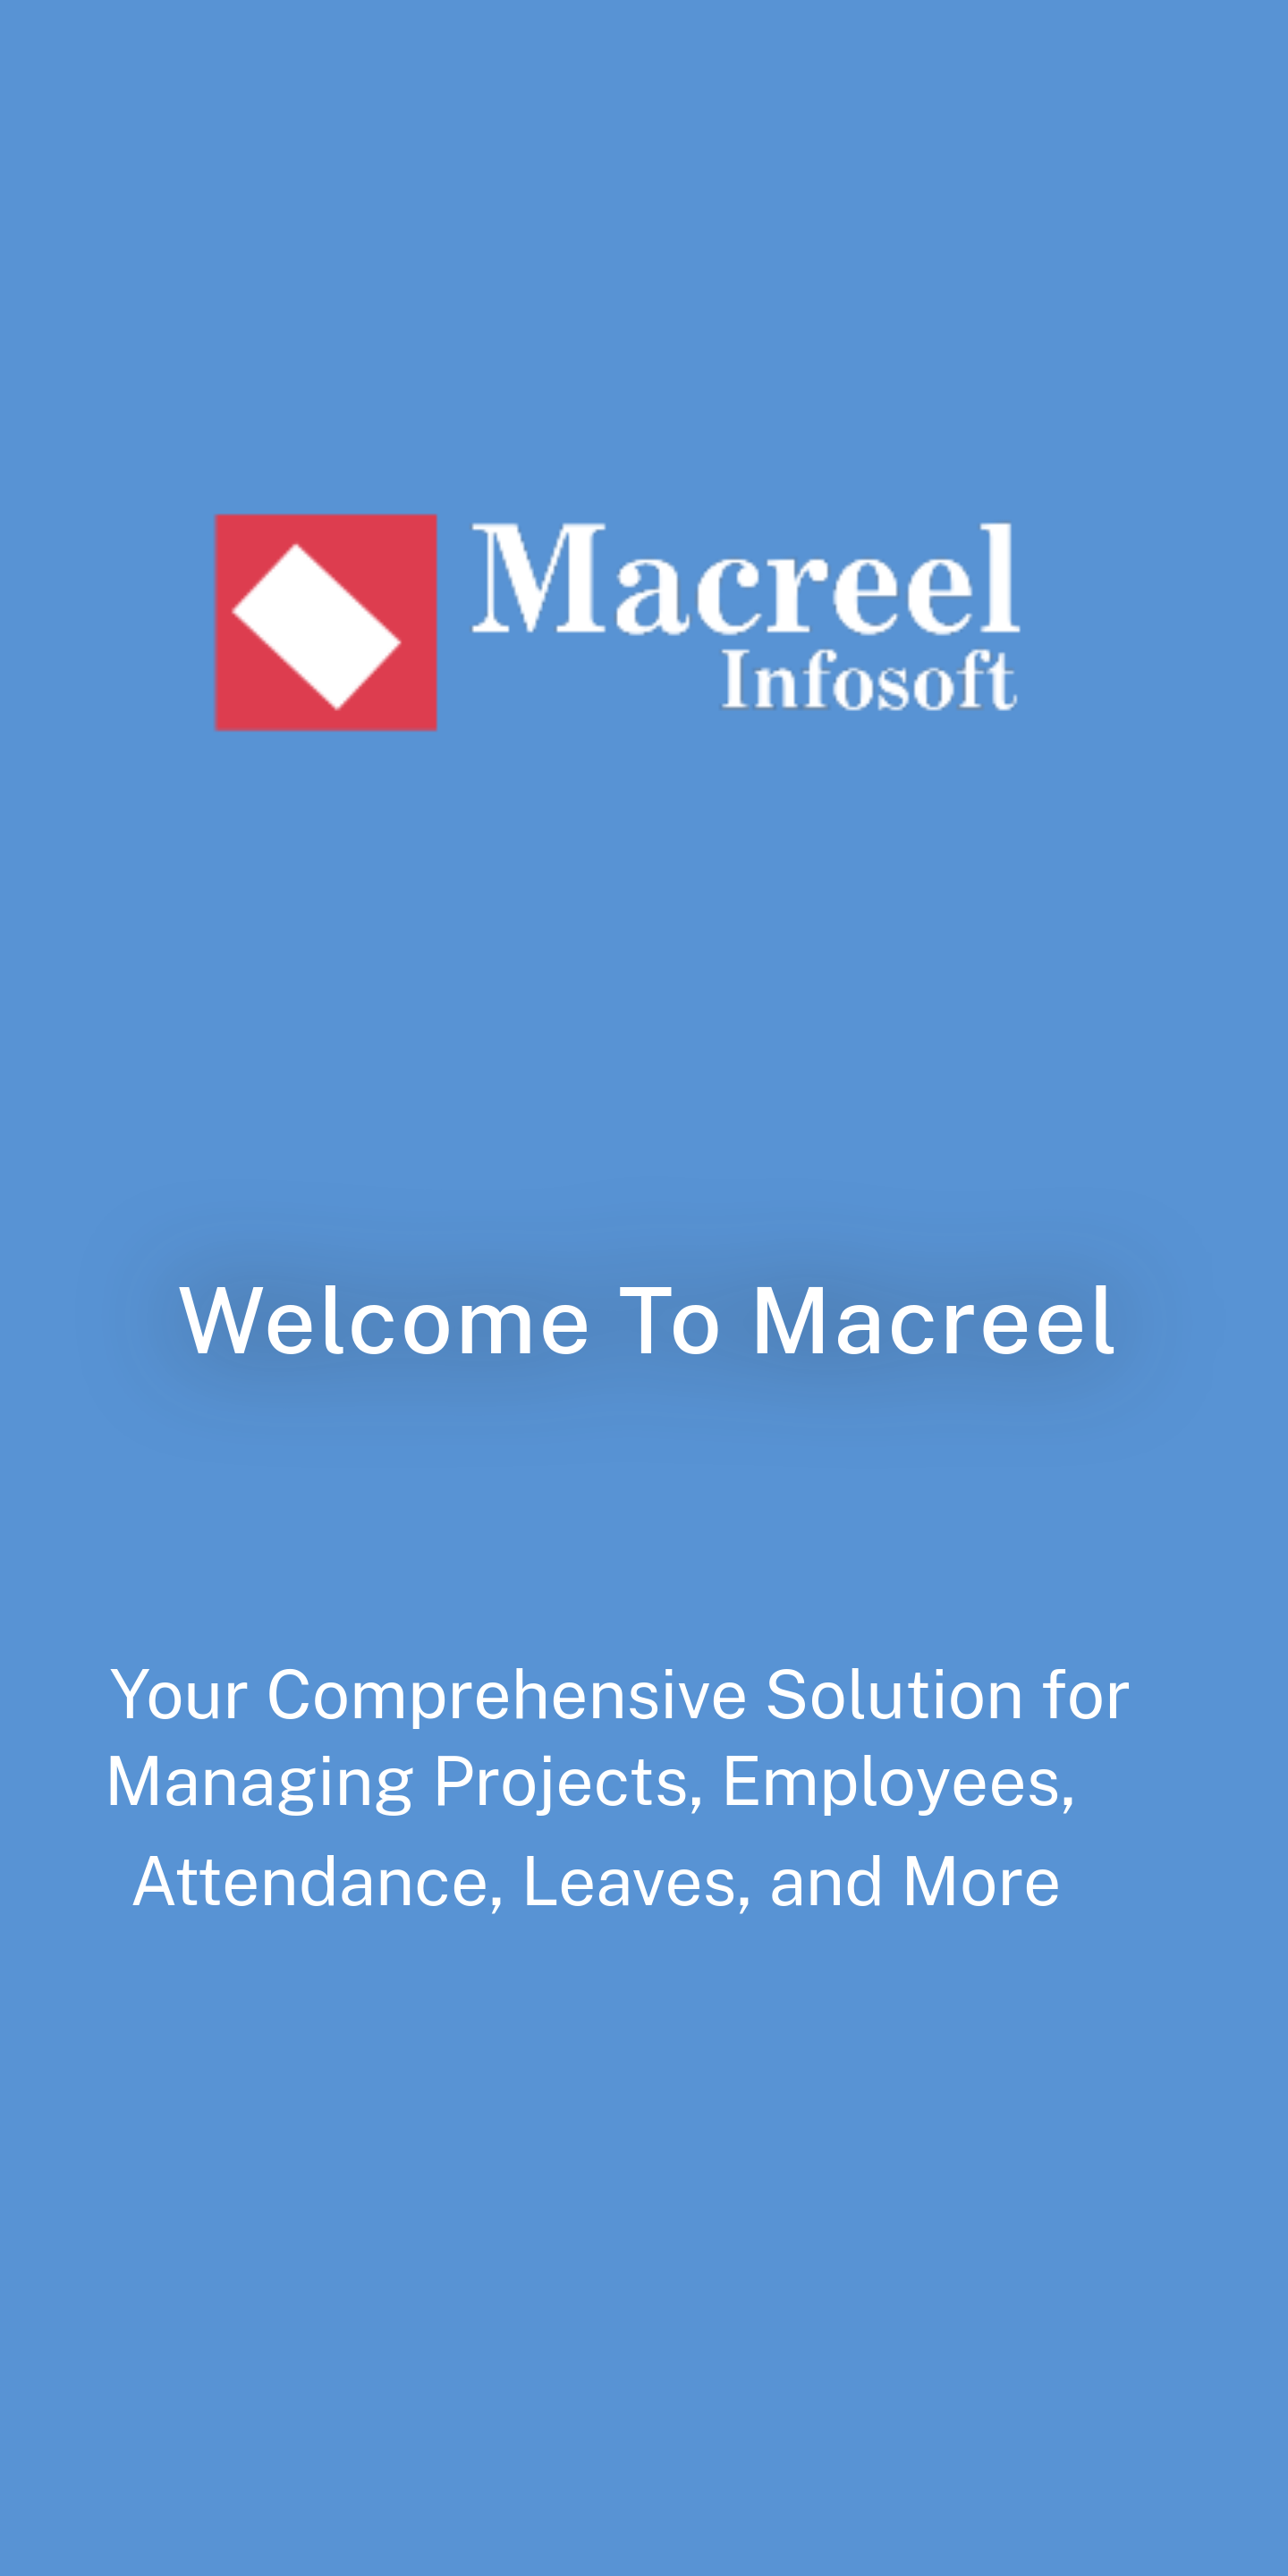 Macreel
Infosoft
Welcome To Macreel
Your Comprehensive Solution for
Managing Projects, Employees,
Attendance, Leaves, and More